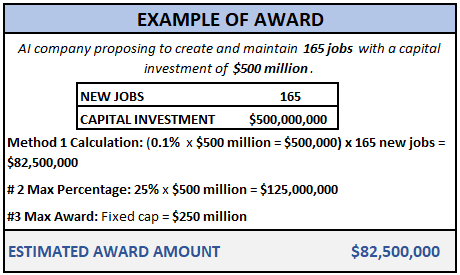 EXAMPLE OF AWARD
AI company proposing to create and maintain 165 jobs with a capital
investment of $500 million.
NEW JOBS 165
CAPITAL INVESTMENT $500,000,000
Method 1 Calculation: (0.1% x $500 million = $500,000) x 165 new jobs =
$82,500,000
# 2 Max Percentage: 25% x $500 million = $125,000,000
#3 Max Award: Fixed cap = $250 million
ESTIMATED AWARD AMOUNT $82,500,000